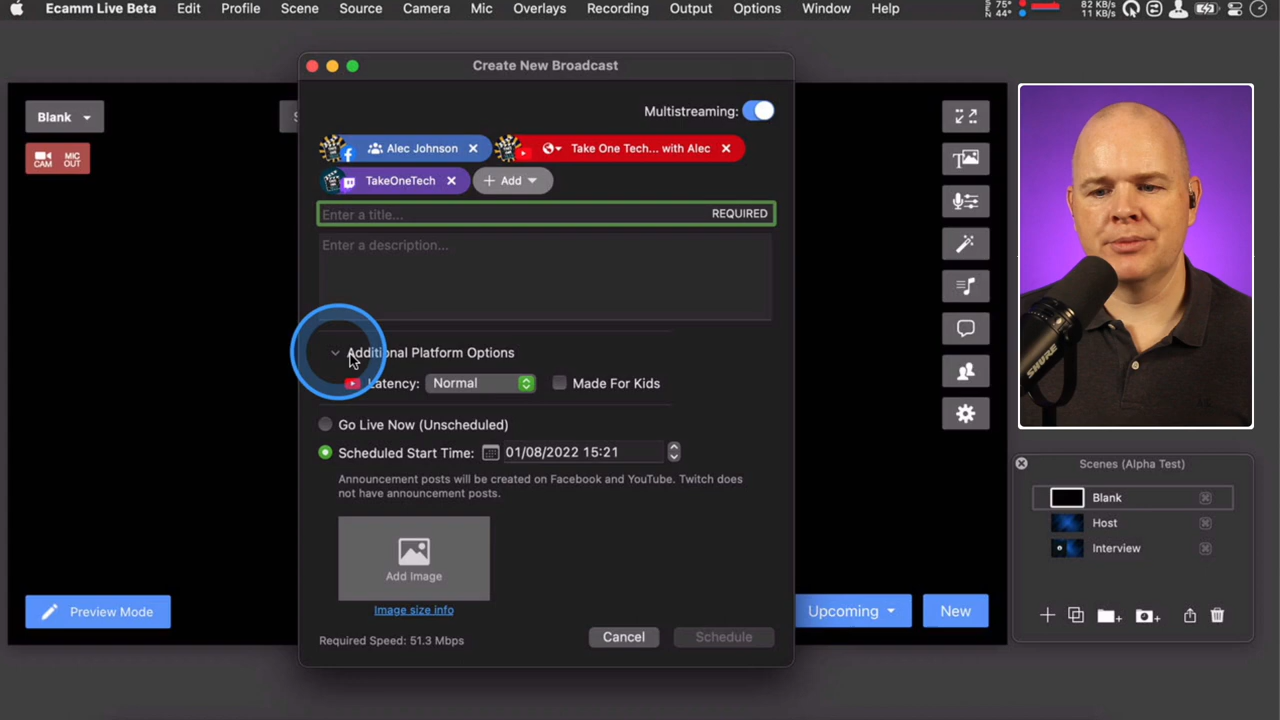 Ecamm Live Beta Edit Profile Scene Source Camera Mic Overlays Recording Output Options Window Help
75° 44° 82 KB/s 11 KB/s
Create New Broadcast
Multistreaming:
Blank
CAM MIC OUT
Alec Johnson Take One Tech... with Alec
TakeOneTech Add
Enter a title... REQUIRED
Enter a description...
Additional Platform Options
Latency: Normal Made For Kids
Go Live Now (Unscheduled)
Scheduled Start Time: 01/08/2022 15:21
Announcement posts will be created on Facebook and YouTube. Twitch does
not have announcement posts.
Add Image
Image size info
Required Speed: 51.3 Mbps
Cancel Schedule
Preview Mode
Upcoming New
SHURE
Scenes (Alpha Test)
Blank
Host
Interview